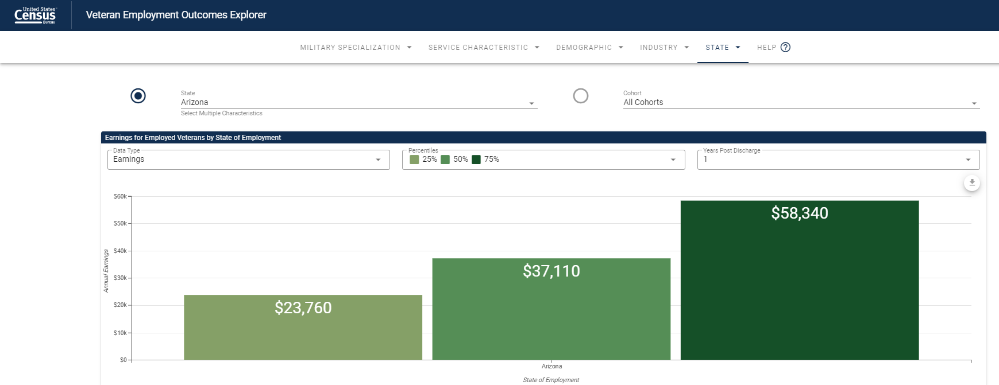 United States™
Census
Bureau
Veteran Employment Outcomes Explorer
MILITARY SPECIALIZATION SERVICE CHARACTERISTIC DEMOGRAPHIC INDUSTRY STATE HELP ?
State
Arizona
Select Multiple Characteristics
Cohort
All Cohorts
Earnings for Employed Veterans by State of Employment
Data Type
Earnings
Percentiles
25% 50% 75%
Years Post Discharge
1
$60k
$50k
$40k
$30k
$20k
$10k
$0
Annual Earnings
$23,760
$37,110
$58,340
Arizona
State of Employment